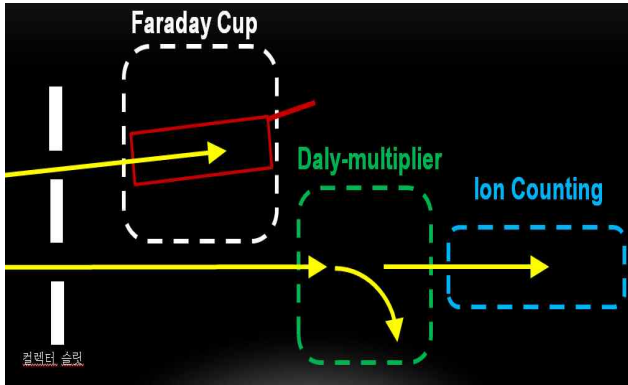 Faraday Cup
Daly-multiplier
Ion Counting
컬렉터 슬릿